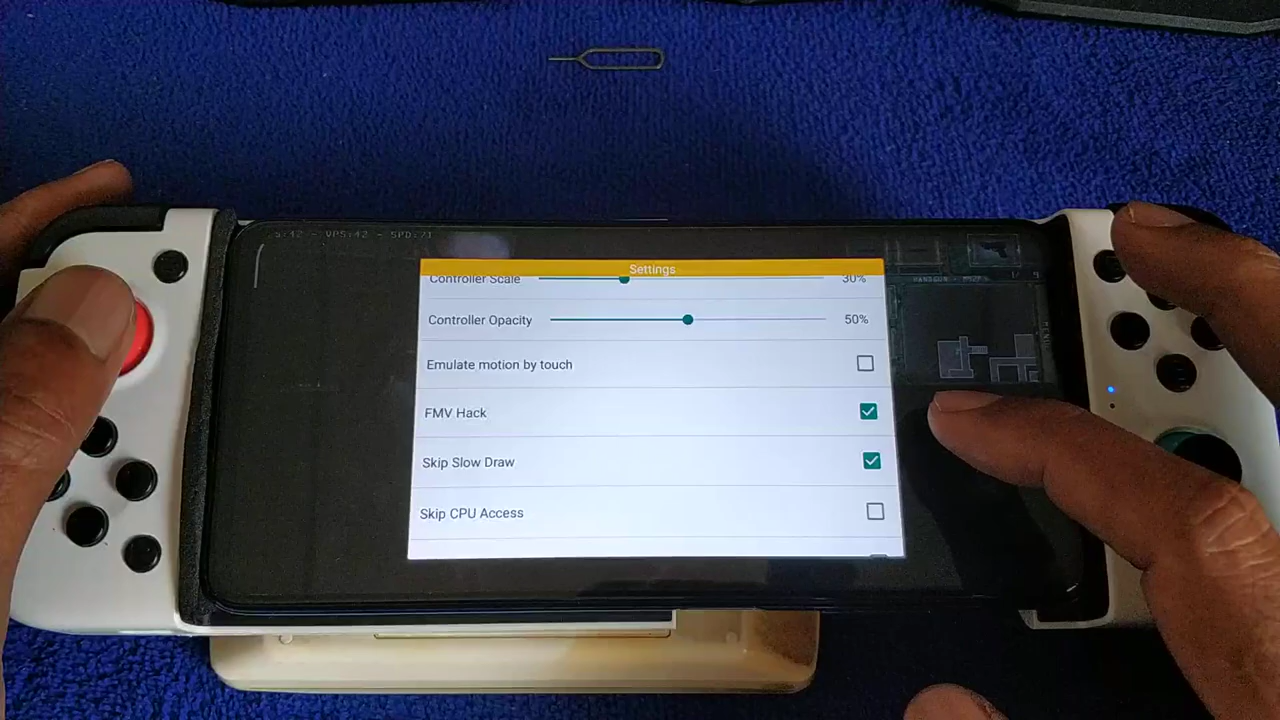 Settings
Controller Scale 30%
Controller Opacity 50%
Emulate motion by touch
FMV Hack
Skip Slow Draw
Skip CPU Access